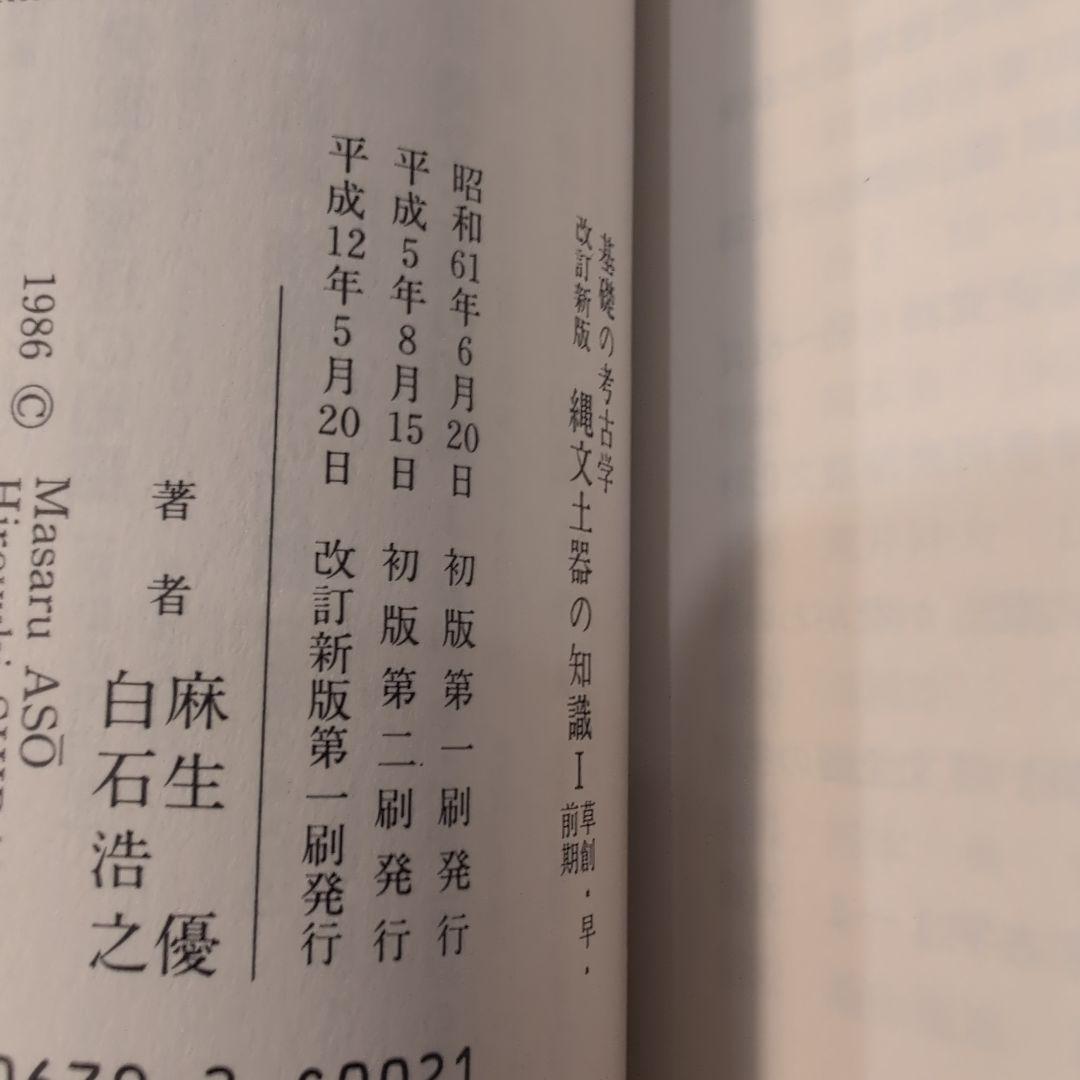 基礎の考古学
改訂新版 縄文土器の知識I 草創・早・前期
昭和61年6月20日 初版第一刷発行
平成5年8月15日 初版第二刷発行
平成12年5月20日 改訂新版第一刷発行
著者 麻生 優
白石浩之
1986 © Masaru ASŌ